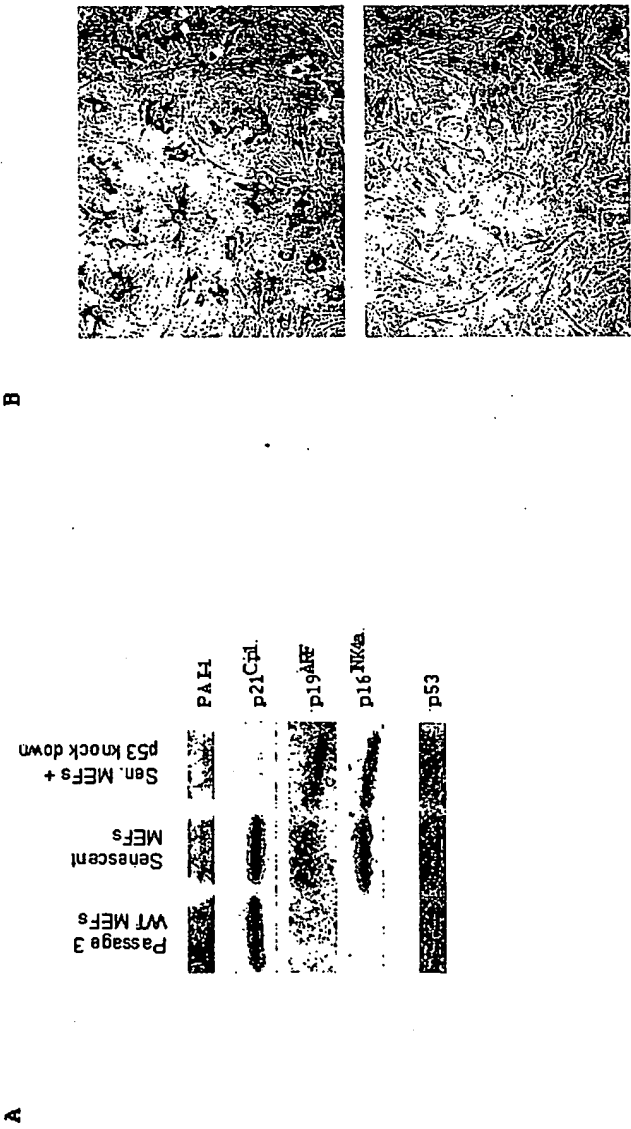 A
Passage 3
WT MEFs
Senescent
MEFs
Sen. MEFs +
p53 knock down
PAI-1
p21Cip1
p19ARF
p16INK4a
p53
B